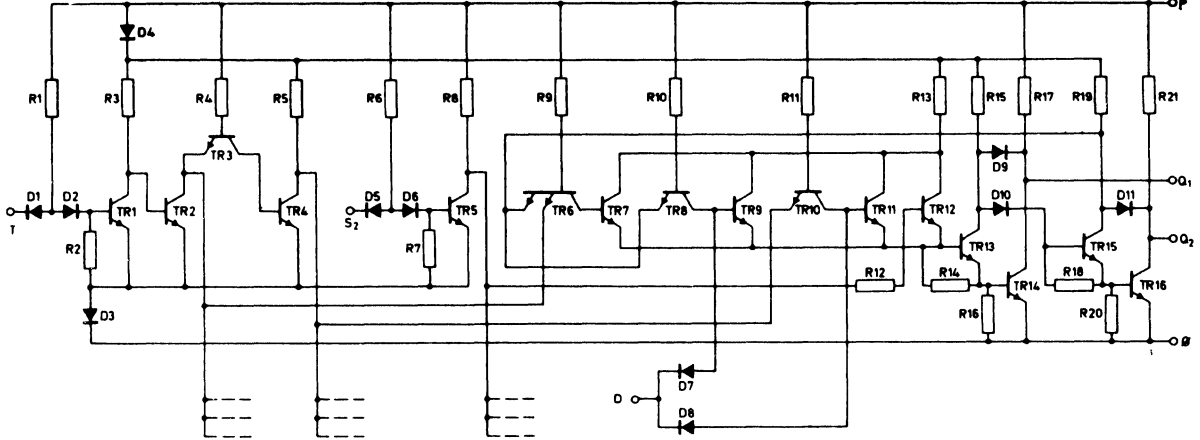 P
D4
R1 R3 R4 R5 R6 R8 R9 R10 R11 R13 R15 R17 R19 R21
TR3 D9
D1 D2 D5 D6 D10 D11 Q1
T TR1 TR2 TR4 S2 TR5 TR6 TR7 TR8 TR9 TR10 TR11 TR12
R2 R7 TR13 TR15 Q2
R12 R14 TR14 R18 TR16
D3 R16 R20
Ø
D7
D
D8